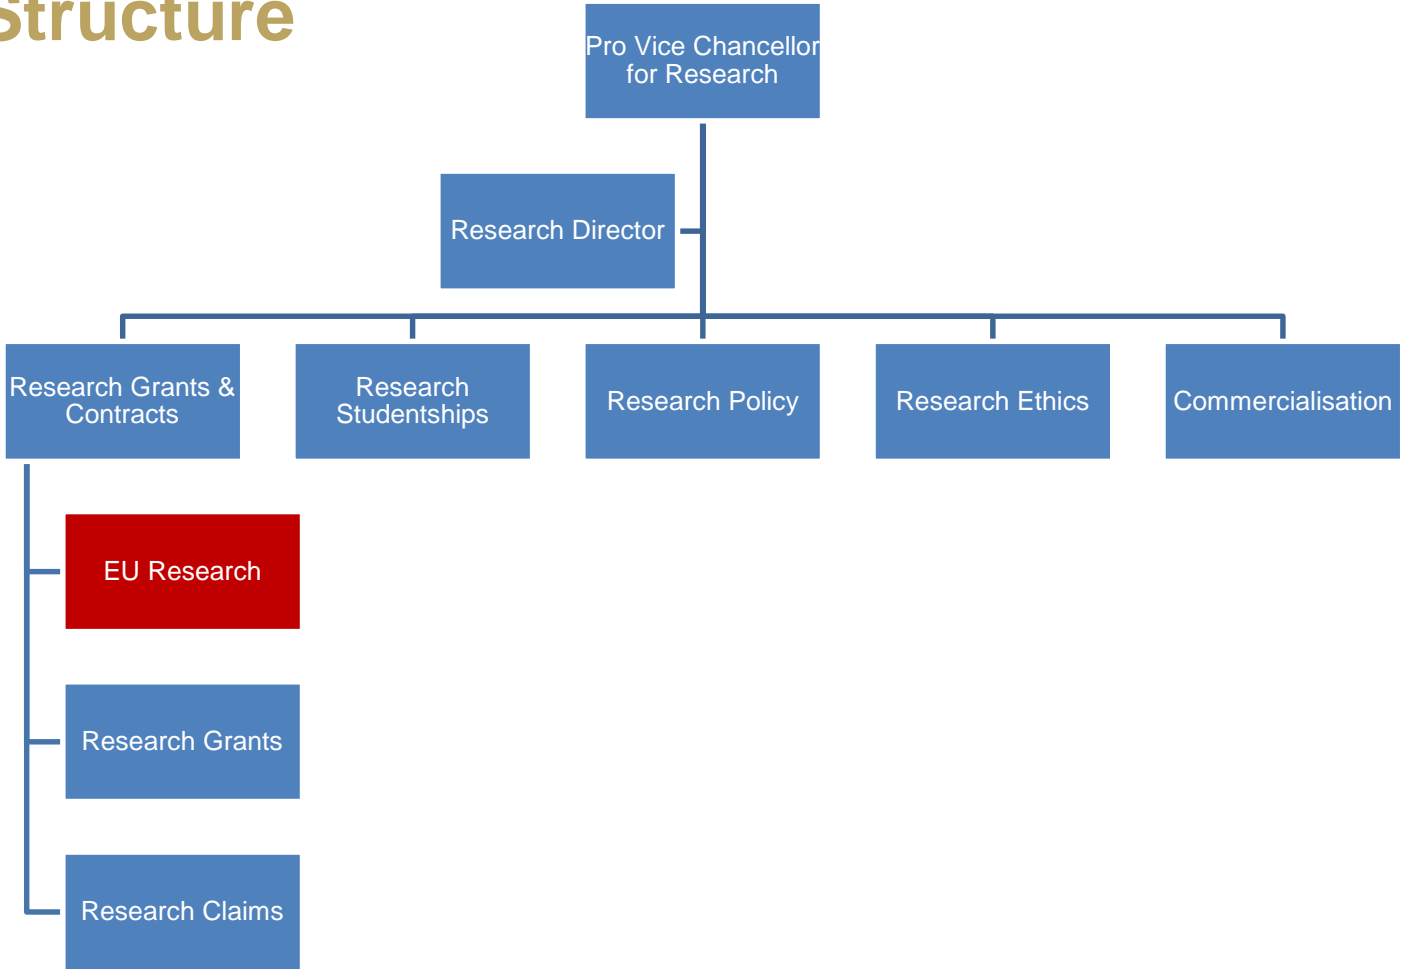 Structure
Pro Vice Chancellor
for Research
Research Director
Research Grants &
Contracts
Research
Studentships
Research Policy
Research Ethics
Commercialisation
EU Research
Research Grants
Research Claims